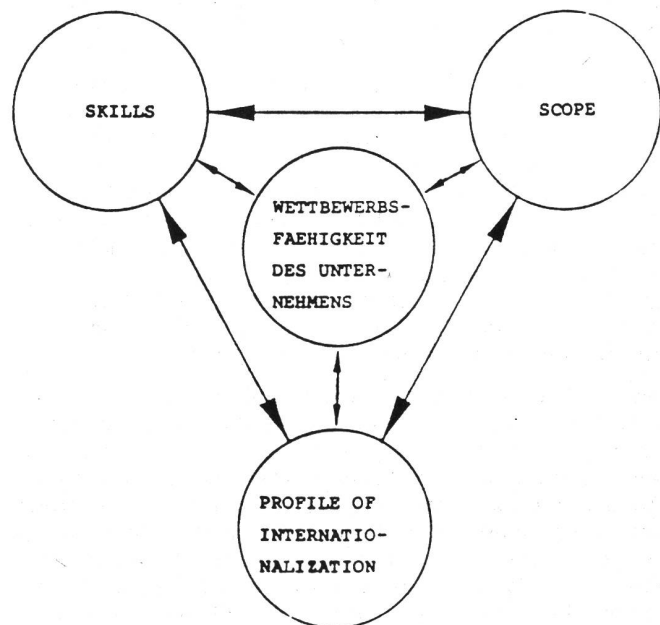 SKILLS
SCOPE
WETTBEWERBS-
FAEHIGKEIT
DES UNTER-
NEHMENS
PROFILE OF
INTERNATIO-
NALIZATION